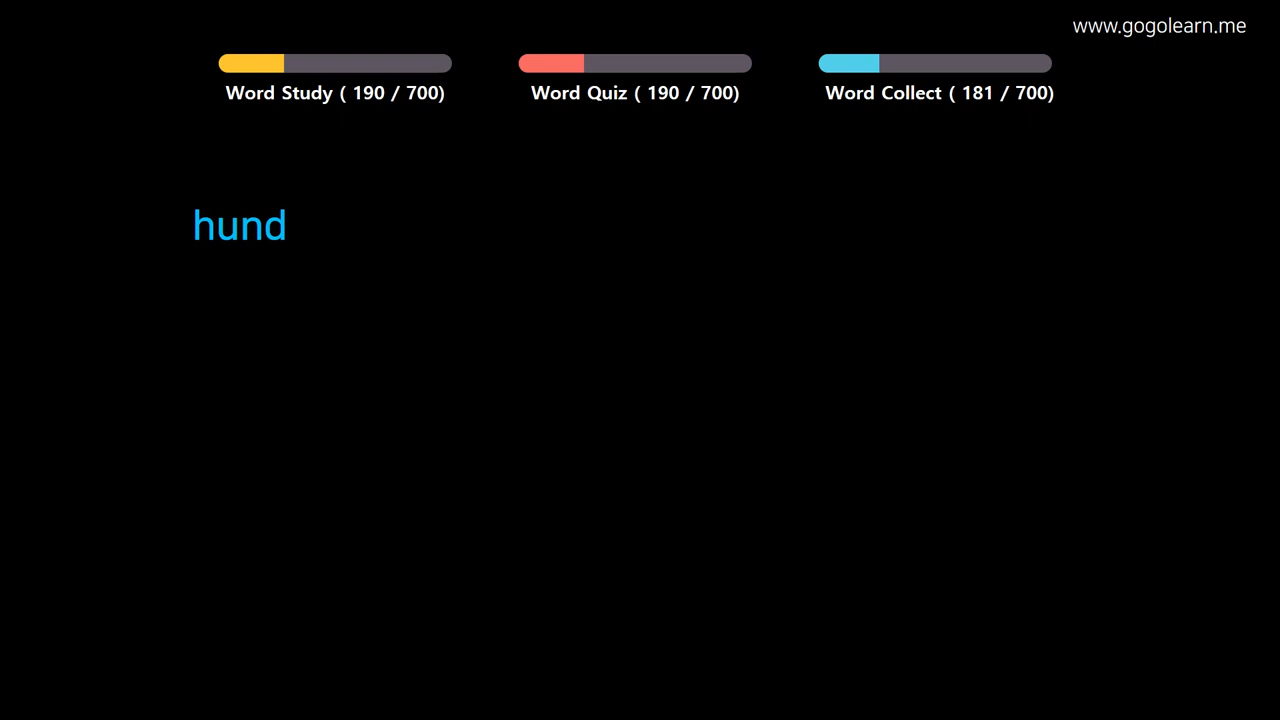 www.gogolearn.me
Word Study ( 190 / 700)
Word Quiz ( 190 / 700)
Word Collect ( 181 / 700)
hund